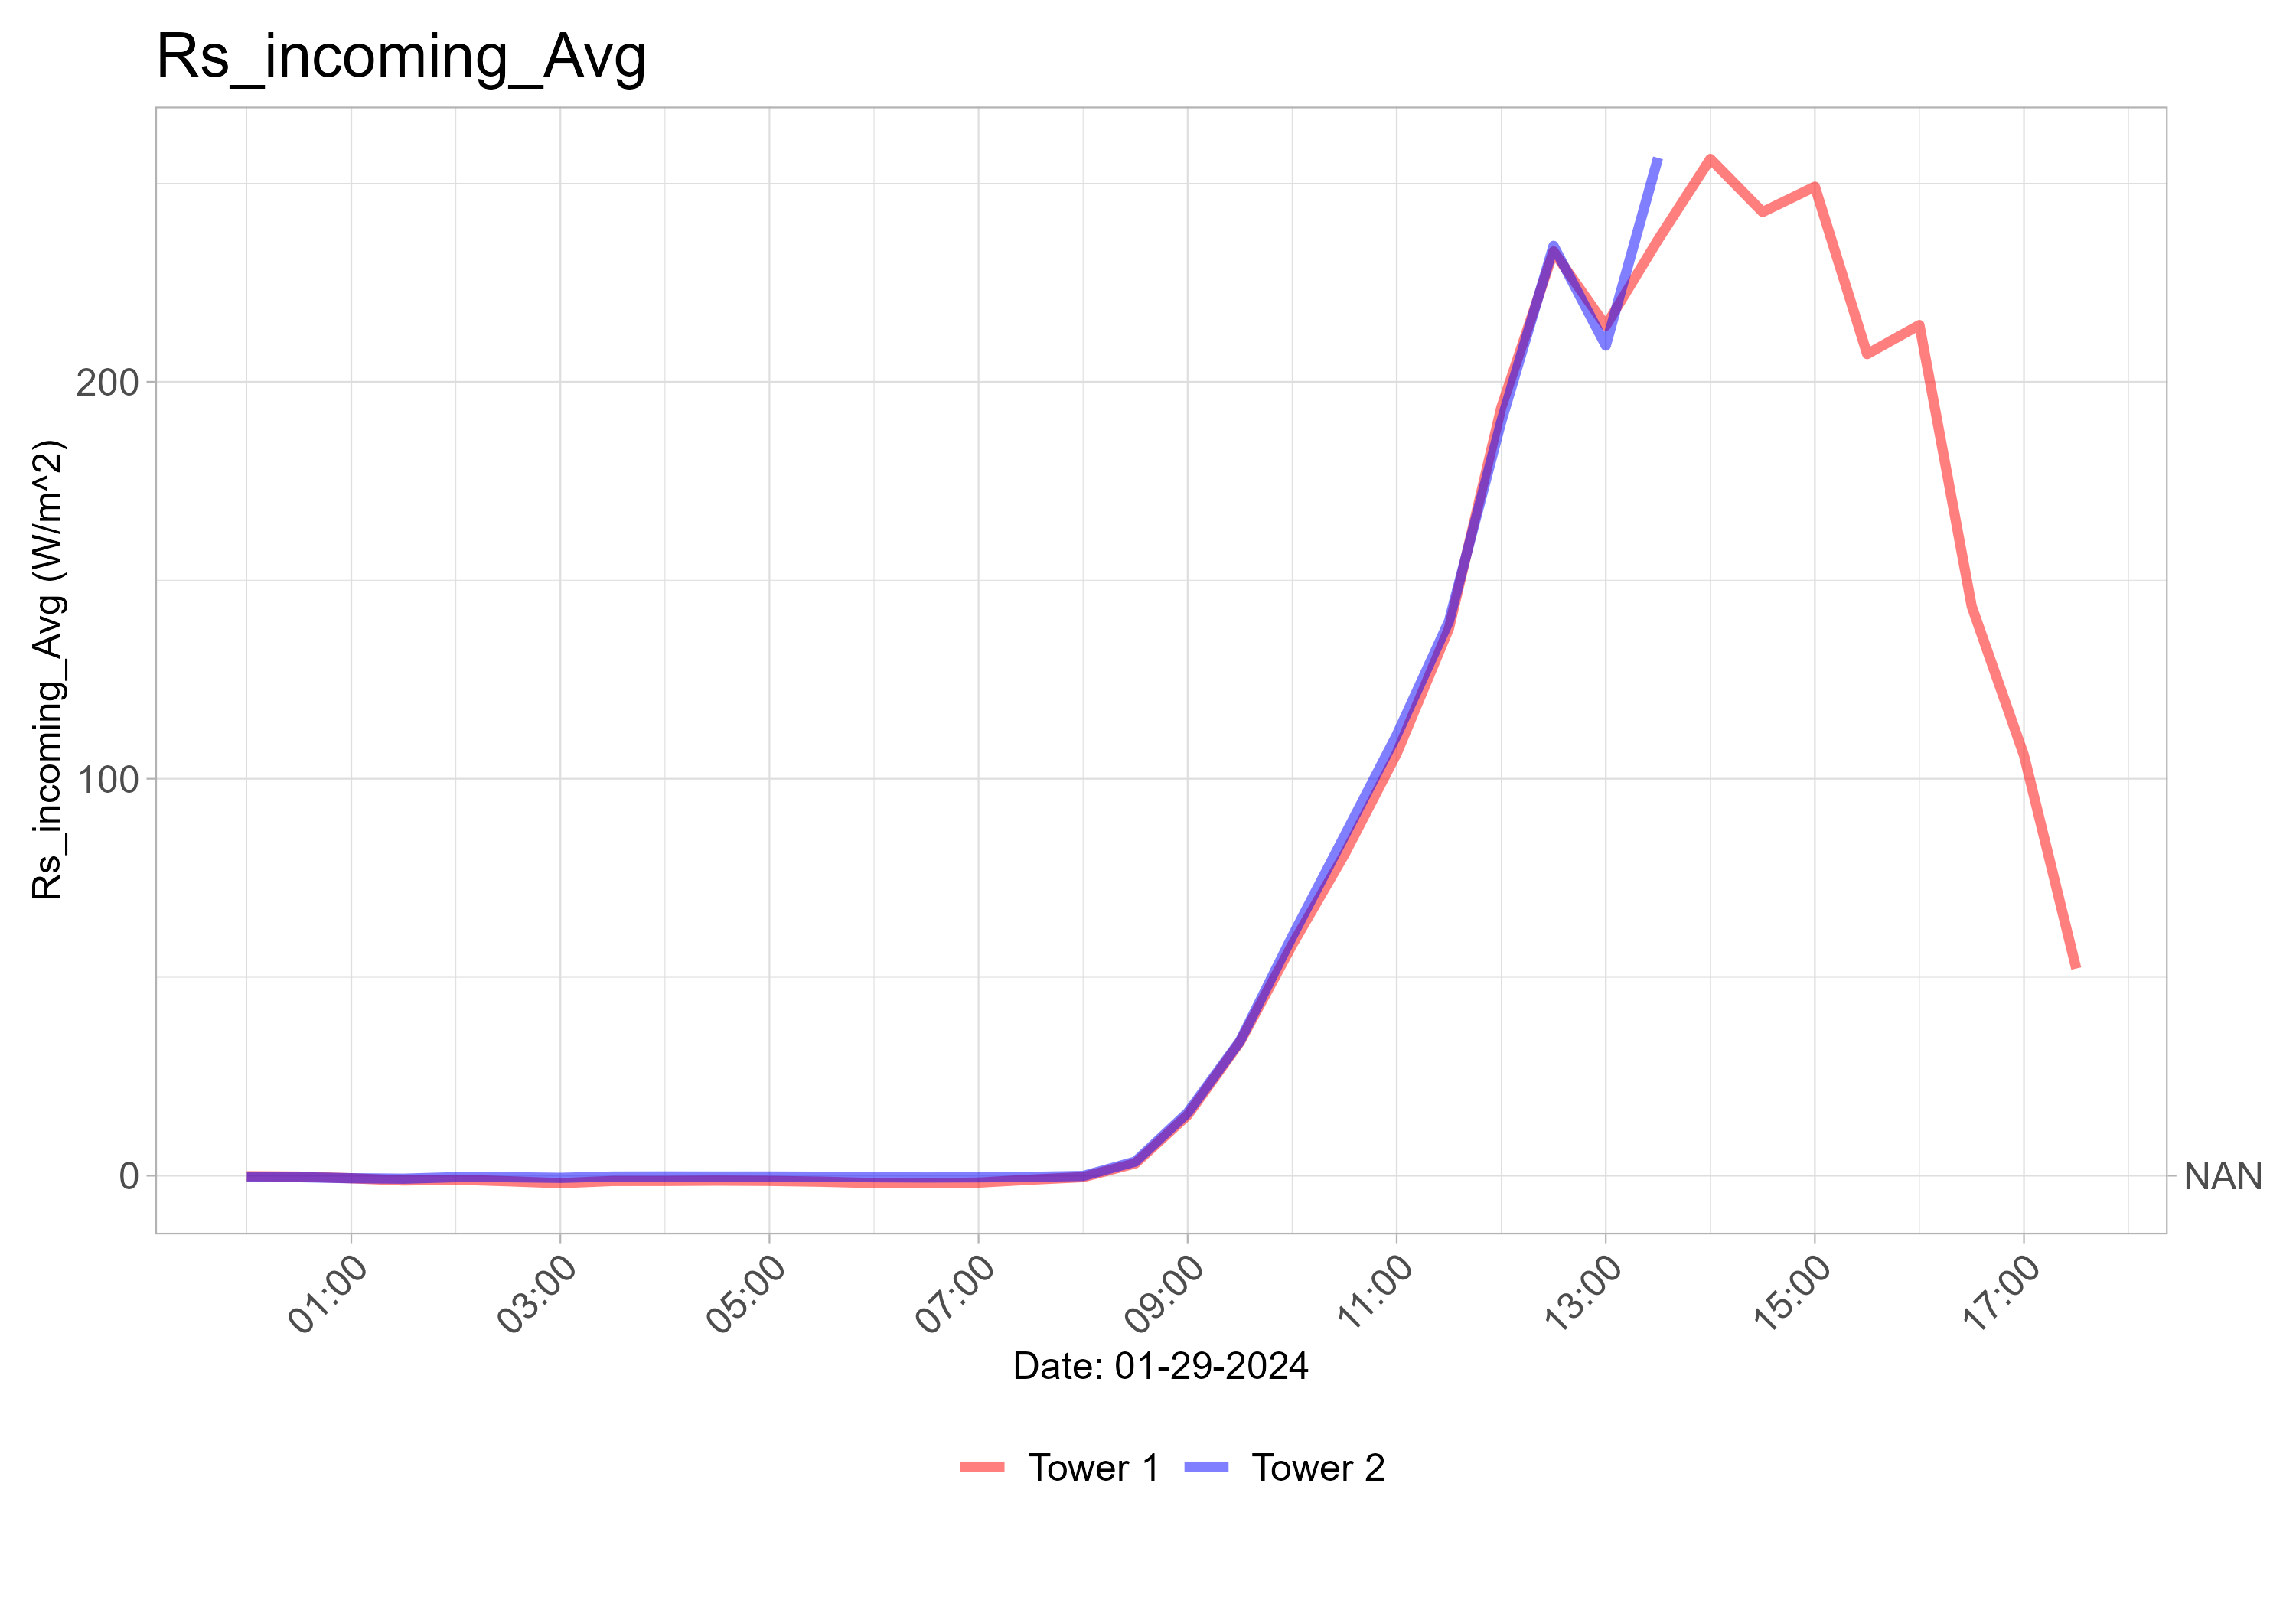 Rs_incoming_Avg
Rs_incoming_Avg (W/m^2)
200
100
0
NAN
01:00
03:00
05:00
07:00
09:00
11:00
13:00
15:00
17:00
Date: 01-29-2024
Tower 1
Tower 2